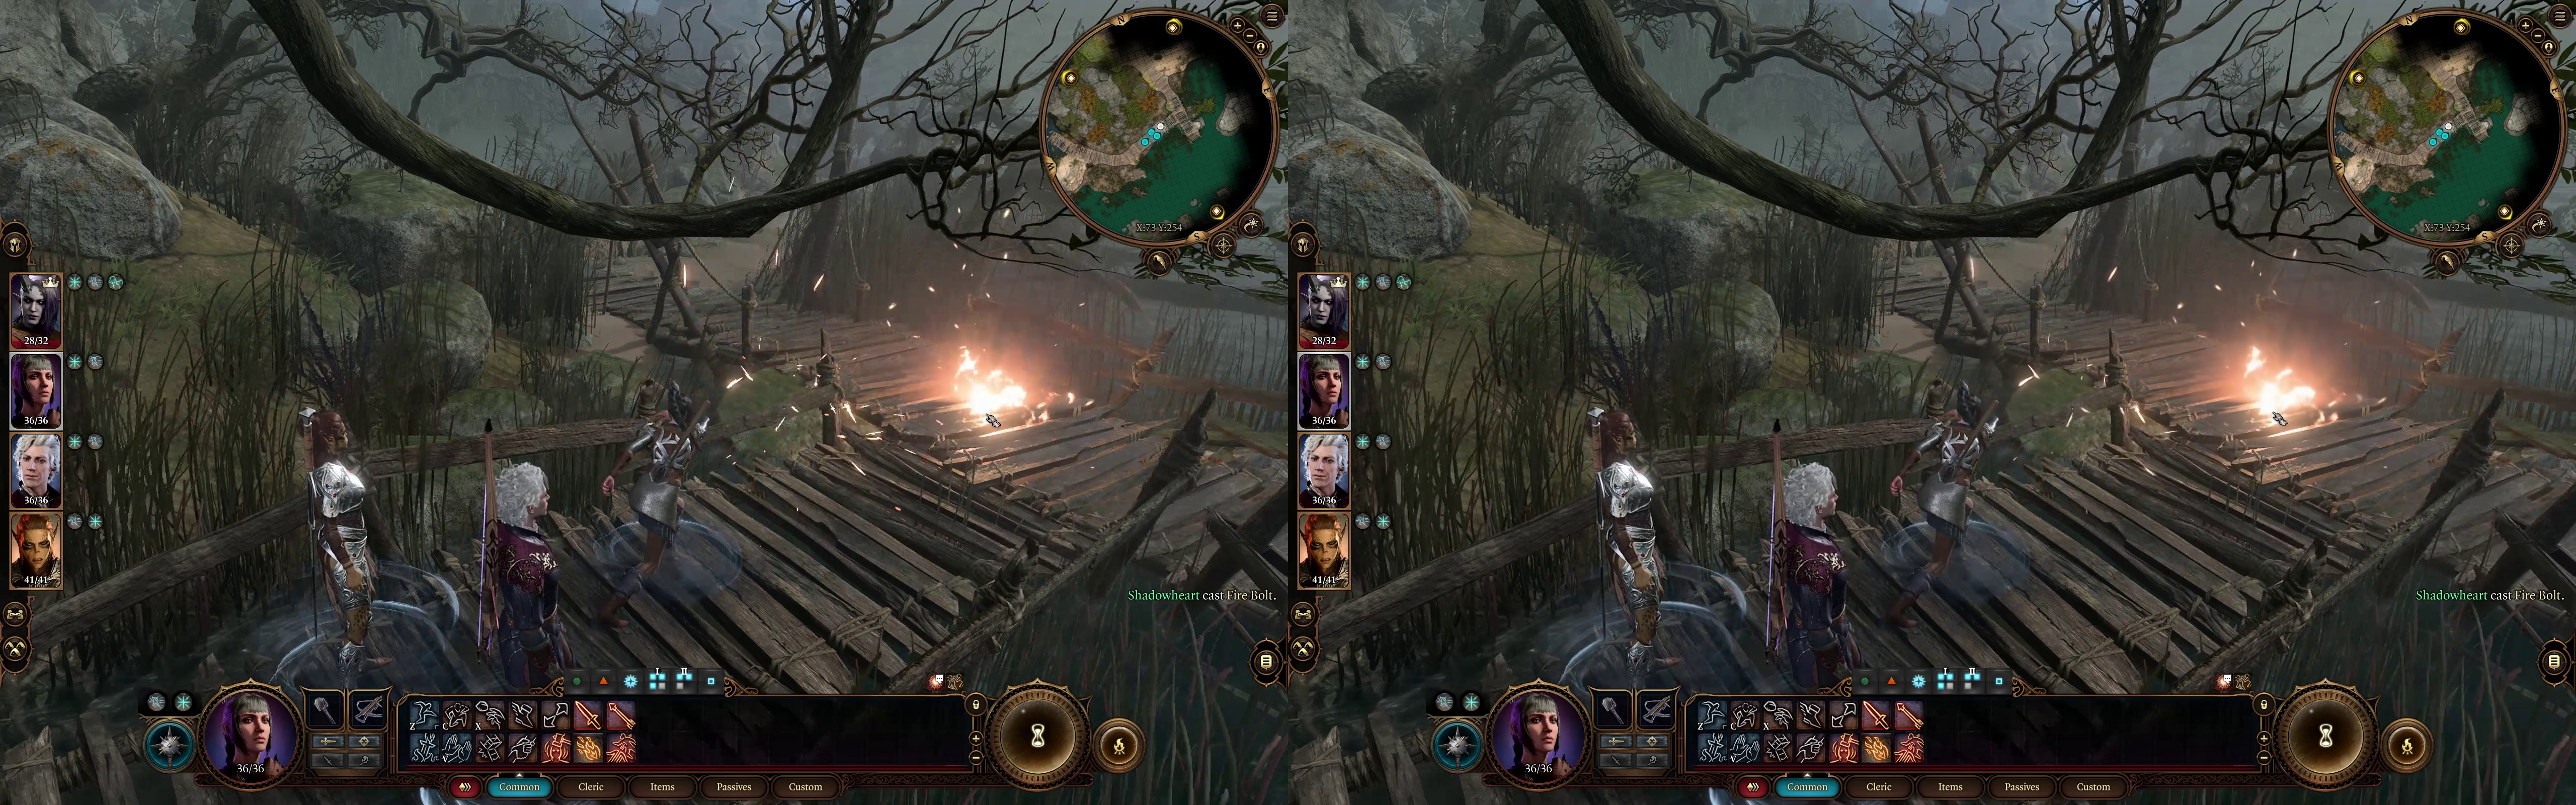 N
X:73 Y:254
S
28/32
36/36
36/36
41/41
Shadowheart cast Fire Bolt.
I
II
Z
C
X
V
36/36
Common
Cleric
Items
Passives
Custom
N
X:73 Y:254
S
28/32
36/36
36/36
41/41
Shadowheart cast Fire Bolt.
I
II
Z
C
X
V
36/36
Common
Cleric
Items
Passives
Custom